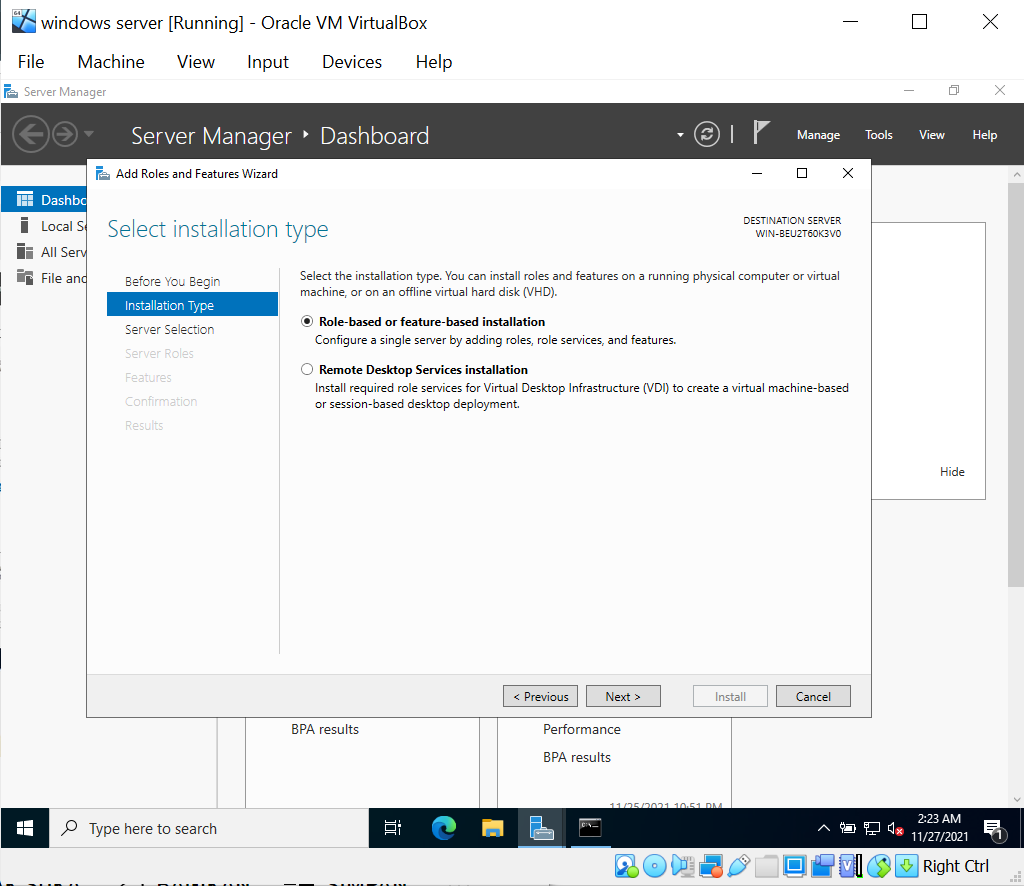 windows server [Running] - Oracle VM VirtualBox
File Machine View Input Devices Help
Server Manager
Server Manager Dashboard
Manage Tools View Help
Add Roles and Features Wizard
Dashbo
Local Se
All Serv
File and
Select installation type
DESTINATION SERVER
WIN-BEU2T60K3V0
Before You Begin
Installation Type
Server Selection
Server Roles
Features
Confirmation
Results
Select the installation type. You can install roles and features on a running physical computer or virtual
machine, or on an offline virtual hard disk (VHD).
Role-based or feature-based installation
Configure a single server by adding roles, role services, and features.
Remote Desktop Services installation
Install required role services for Virtual Desktop Infrastructure (VDI) to create a virtual machine-based
or session-based desktop deployment.
Hide
< Previous Next > Install Cancel
BPA results
Performance
BPA results
11/25/2021 10:51 PM
Type here to search
2:23 AM
11/27/2021
1
Right Ctrl